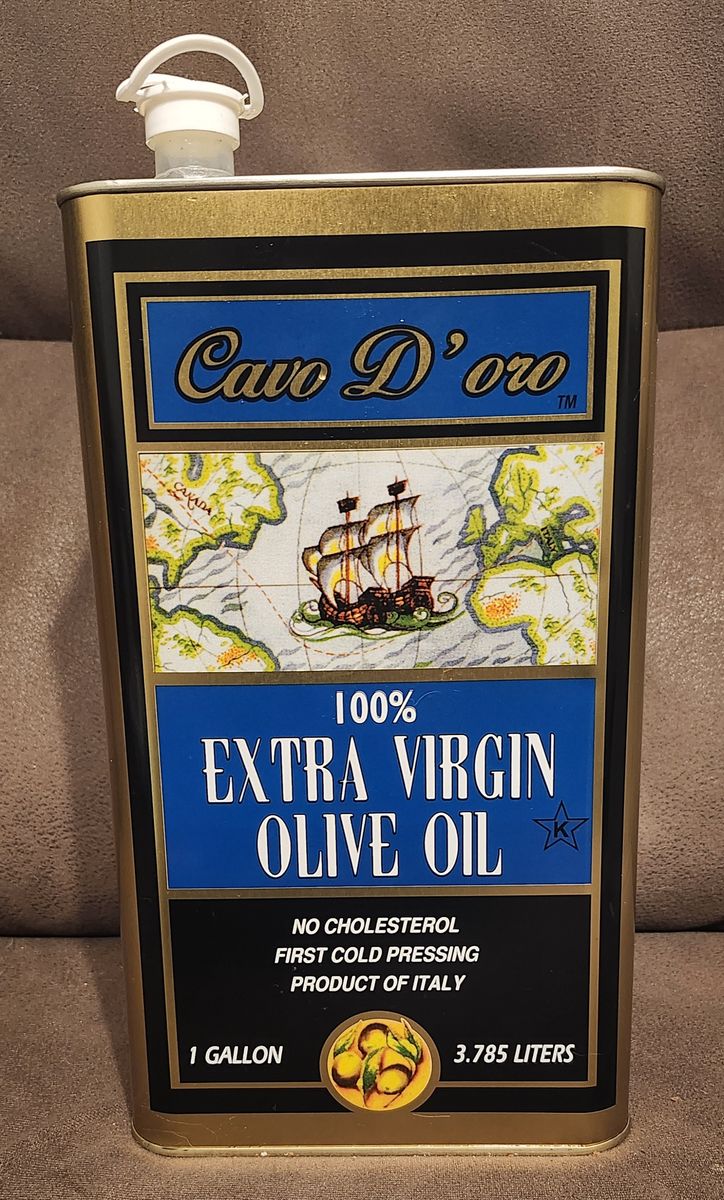 Cavo D'oro
TM
CANADA
100%
EXTRA VIRGIN
OLIVE OIL
K
NO CHOLESTEROL
FIRST COLD PRESSING
PRODUCT OF ITALY
1 GALLON
3.785 LITERS